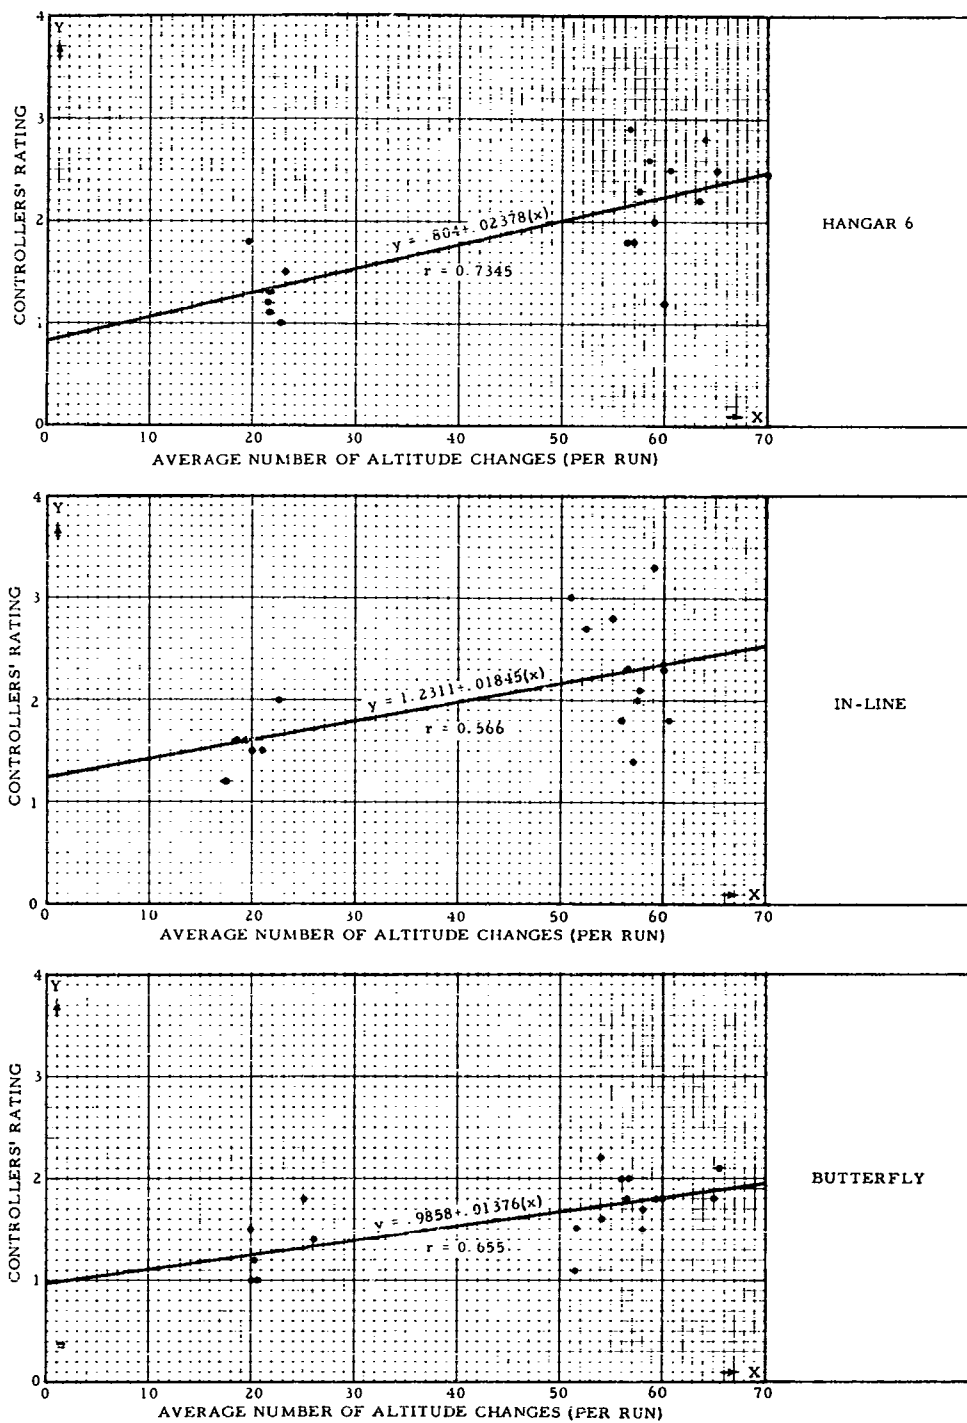 Y
4
3
2
1
0
CONTROLLERS' RATING
y = .804+.02378(x)
r = 0.7345
X
0 10 20 30 40 50 60 70
AVERAGE NUMBER OF ALTITUDE CHANGES (PER RUN)
HANGAR 6
Y
4
3
2
1
0
CONTROLLERS' RATING
y = 1.2311+.01845(x)
r = 0.566
X
0 10 20 30 40 50 60 70
AVERAGE NUMBER OF ALTITUDE CHANGES (PER RUN)
IN-LINE
Y
4
3
2
1
0
CONTROLLERS' RATING
y = .9858+.01376(x)
r = 0.655
X
0 10 20 30 40 50 60 70
AVERAGE NUMBER OF ALTITUDE CHANGES (PER RUN)
BUTTERFLY